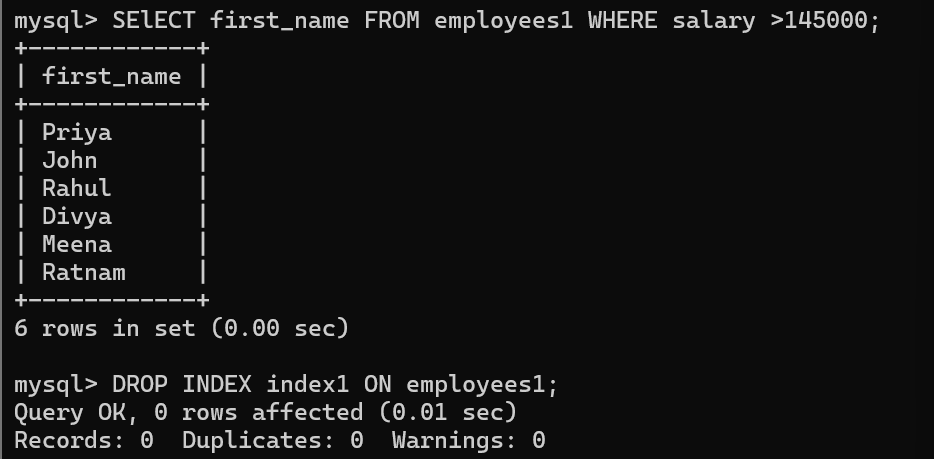 mysql> SElECT first_name FROM employees1 WHERE salary >145000;
+------------+
| first_name |
+------------+
| Priya      |
| John       |
| Rahul      |
| Divya      |
| Meena      |
| Ratnam     |
+------------+
6 rows in set (0.00 sec)

mysql> DROP INDEX index1 ON employees1;
Query OK, 0 rows affected (0.01 sec)
Records: 0  Duplicates: 0  Warnings: 0